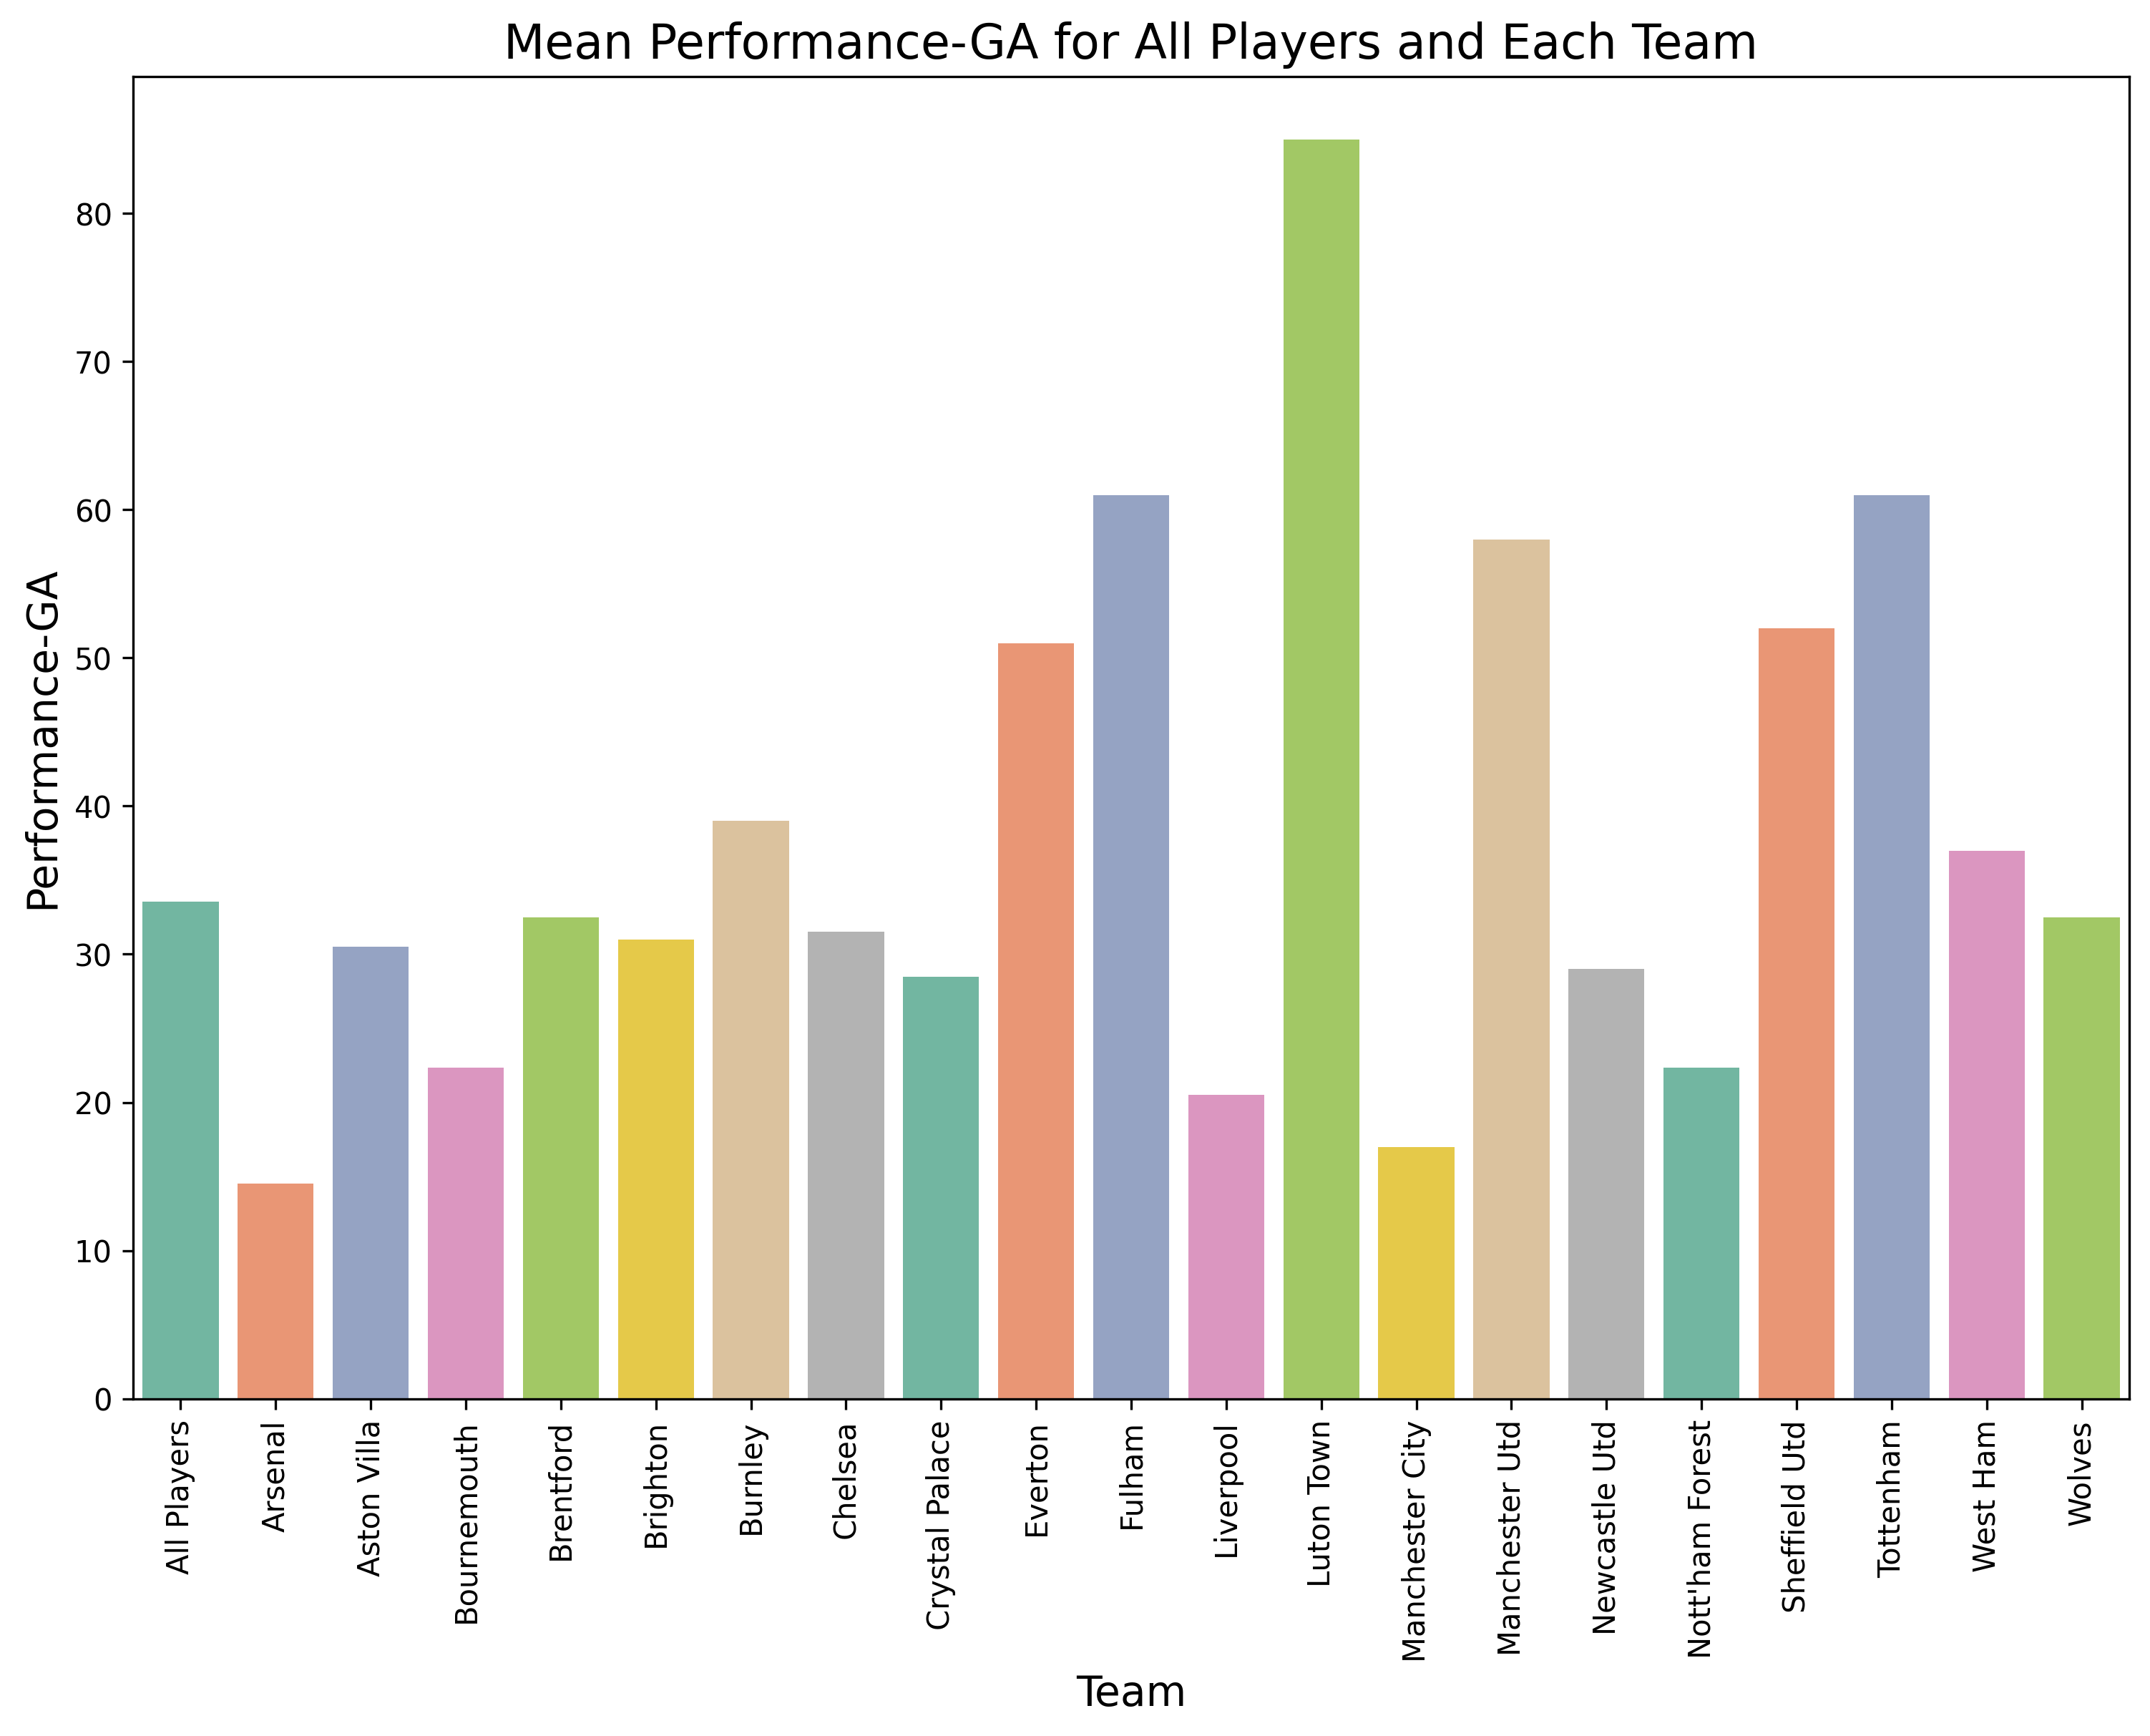 Mean Performance-GA for All Players and Each Team
Performance-GA
80
70
60
50
40
30
20
10
0
All Players
Arsenal
Aston Villa
Bournemouth
Brentford
Brighton
Burnley
Chelsea
Crystal Palace
Everton
Fulham
Liverpool
Luton Town
Manchester City
Manchester Utd
Newcastle Utd
Nott'ham Forest
Sheffield Utd
Tottenham
West Ham
Wolves
Team